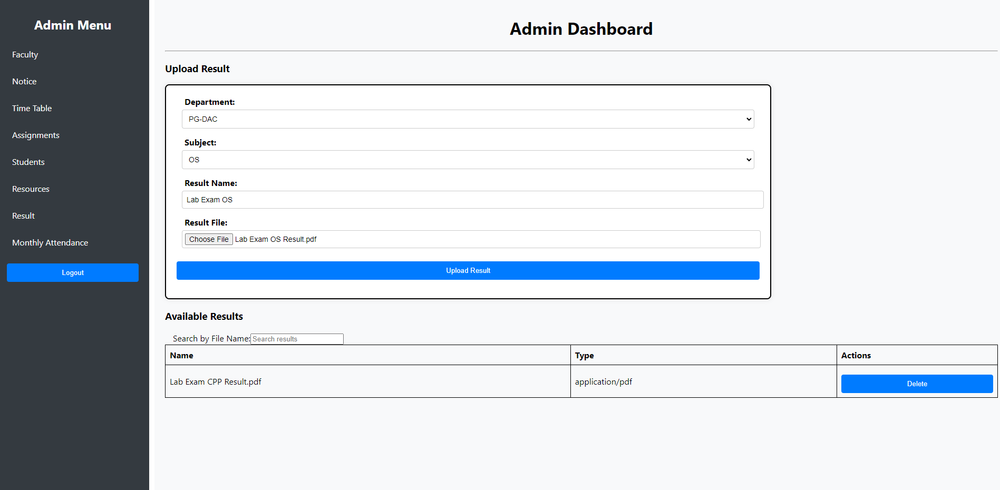 Admin Menu
Faculty
Notice
Time Table
Assignments
Students
Resources
Result
Monthly Attendance
Logout
Admin Dashboard
Upload Result
Department:
PG-DAC
Subject:
OS
Result Name:
Lab Exam OS
Result File:
Choose File Lab Exam OS Result.pdf
Upload Result
Available Results
Search by File Name: Search results
Name Type Actions
Lab Exam CPP Result.pdf application/pdf Delete